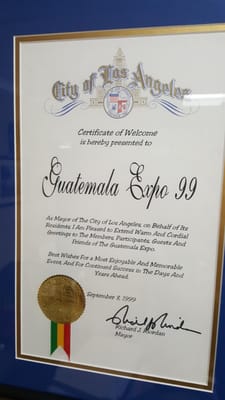 City of Los Angeles
Certificate of Welcome
is hereby presented to
Guatemala Expo 99
As Mayor of The City of Los Angeles, on Behalf of Its
Residents, I Am Pleased to Extend Warm And Cordial
Greetings to The Members, Participants, Guests And
Friends of The Guatemala Expo.
Best Wishes For a Most Enjoyable And Memorable
Event, And For Continued Success in The Days And
Years Ahead.
September 3, 1999
Richard J. Riordan
Mayor